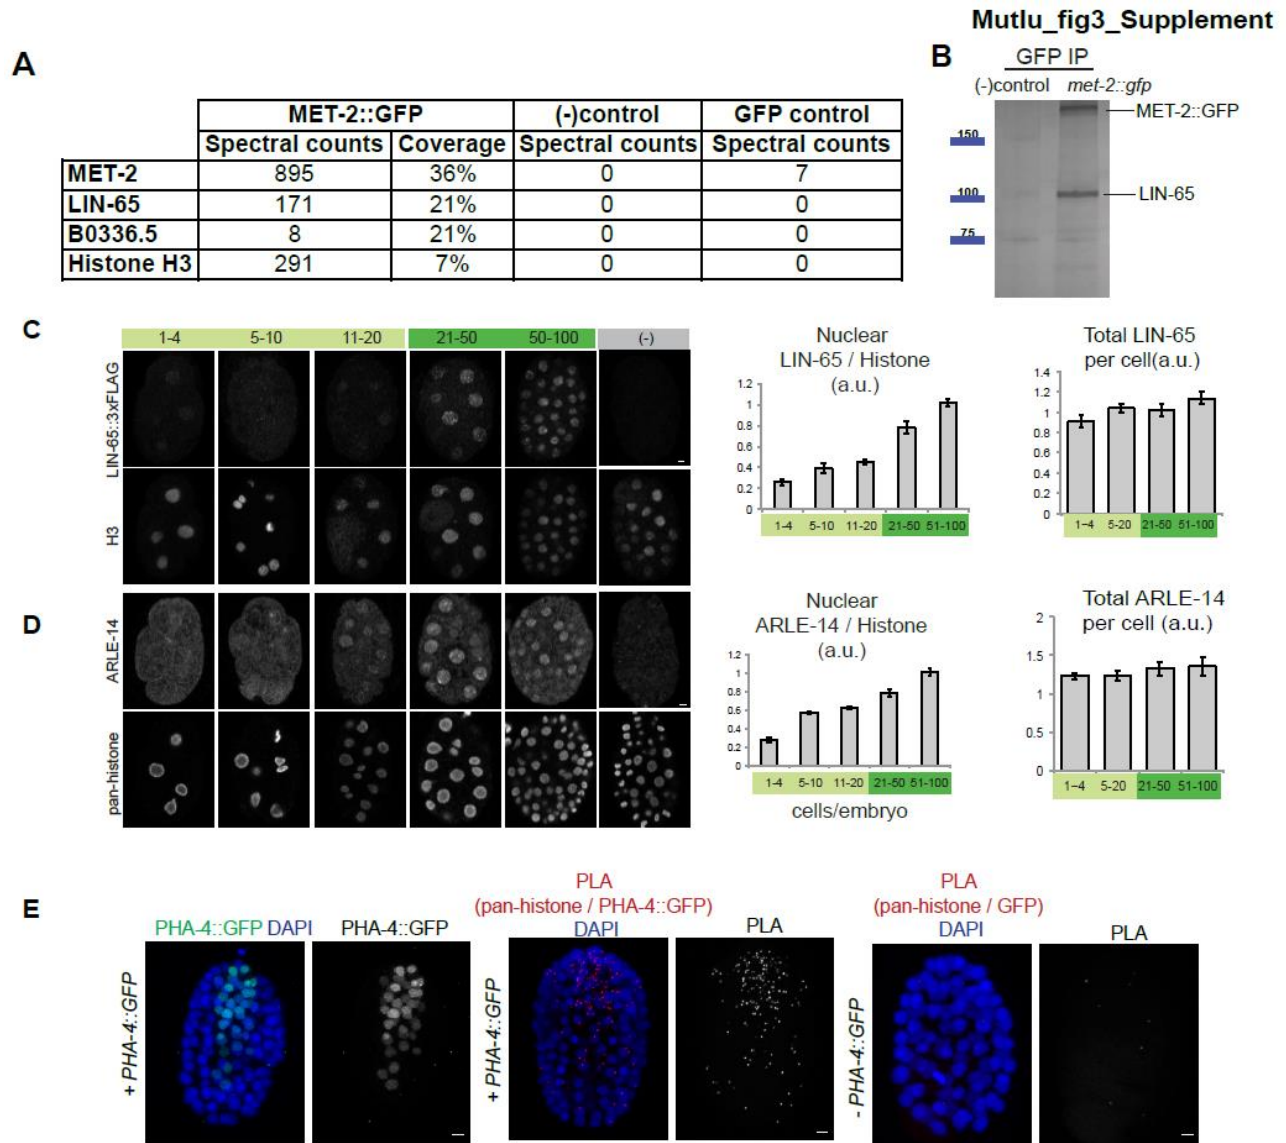 Mutlu_fig3_Supplement
A
MET-2::GFP (-)control GFP control
Spectral counts Coverage Spectral counts Spectral counts
MET-2 895 36% 0 7
LIN-65 171 21% 0 0
B0336.5 8 21% 0 0
Histone H3 291 7% 0 0
B
GFP IP
(-)control met-2::gfp
MET-2::GFP
150
100
LIN-65
75
C
1-4 5-10 11-20 21-50 50-100 (-)
LIN-65::3xFLAG
H3
Nuclear
LIN-65 / Histone
(a.u.)
1.2
1
0.8
0.6
0.4
0.2
0
1-4 5-10 11-20 21-50 51-100
Total LIN-65
per cell(a.u.)
1.4
1.2
1
0.8
0.6
0.4
0.2
0
1-4 5-20 21-50 51-100
D
ARLE-14
pan-histone
Nuclear
ARLE-14 / Histone
(a.u.)
1.2
1
0.8
0.6
0.4
0.2
0
1-4 5-10 11-20 21-50 51-100
cells/embryo
Total ARLE-14
per cell (a.u.)
2
1.5
1
0.5
0
1-4 5-20 21-50 51-100
E
PHA-4::GFP DAPI
PHA-4::GFP
+ PHA-4::GFP
PLA
(pan-histone / PHA-4::GFP)
DAPI
PLA
+ PHA-4::GFP
PLA
(pan-histone / GFP)
DAPI
PLA
- PHA-4::GFP